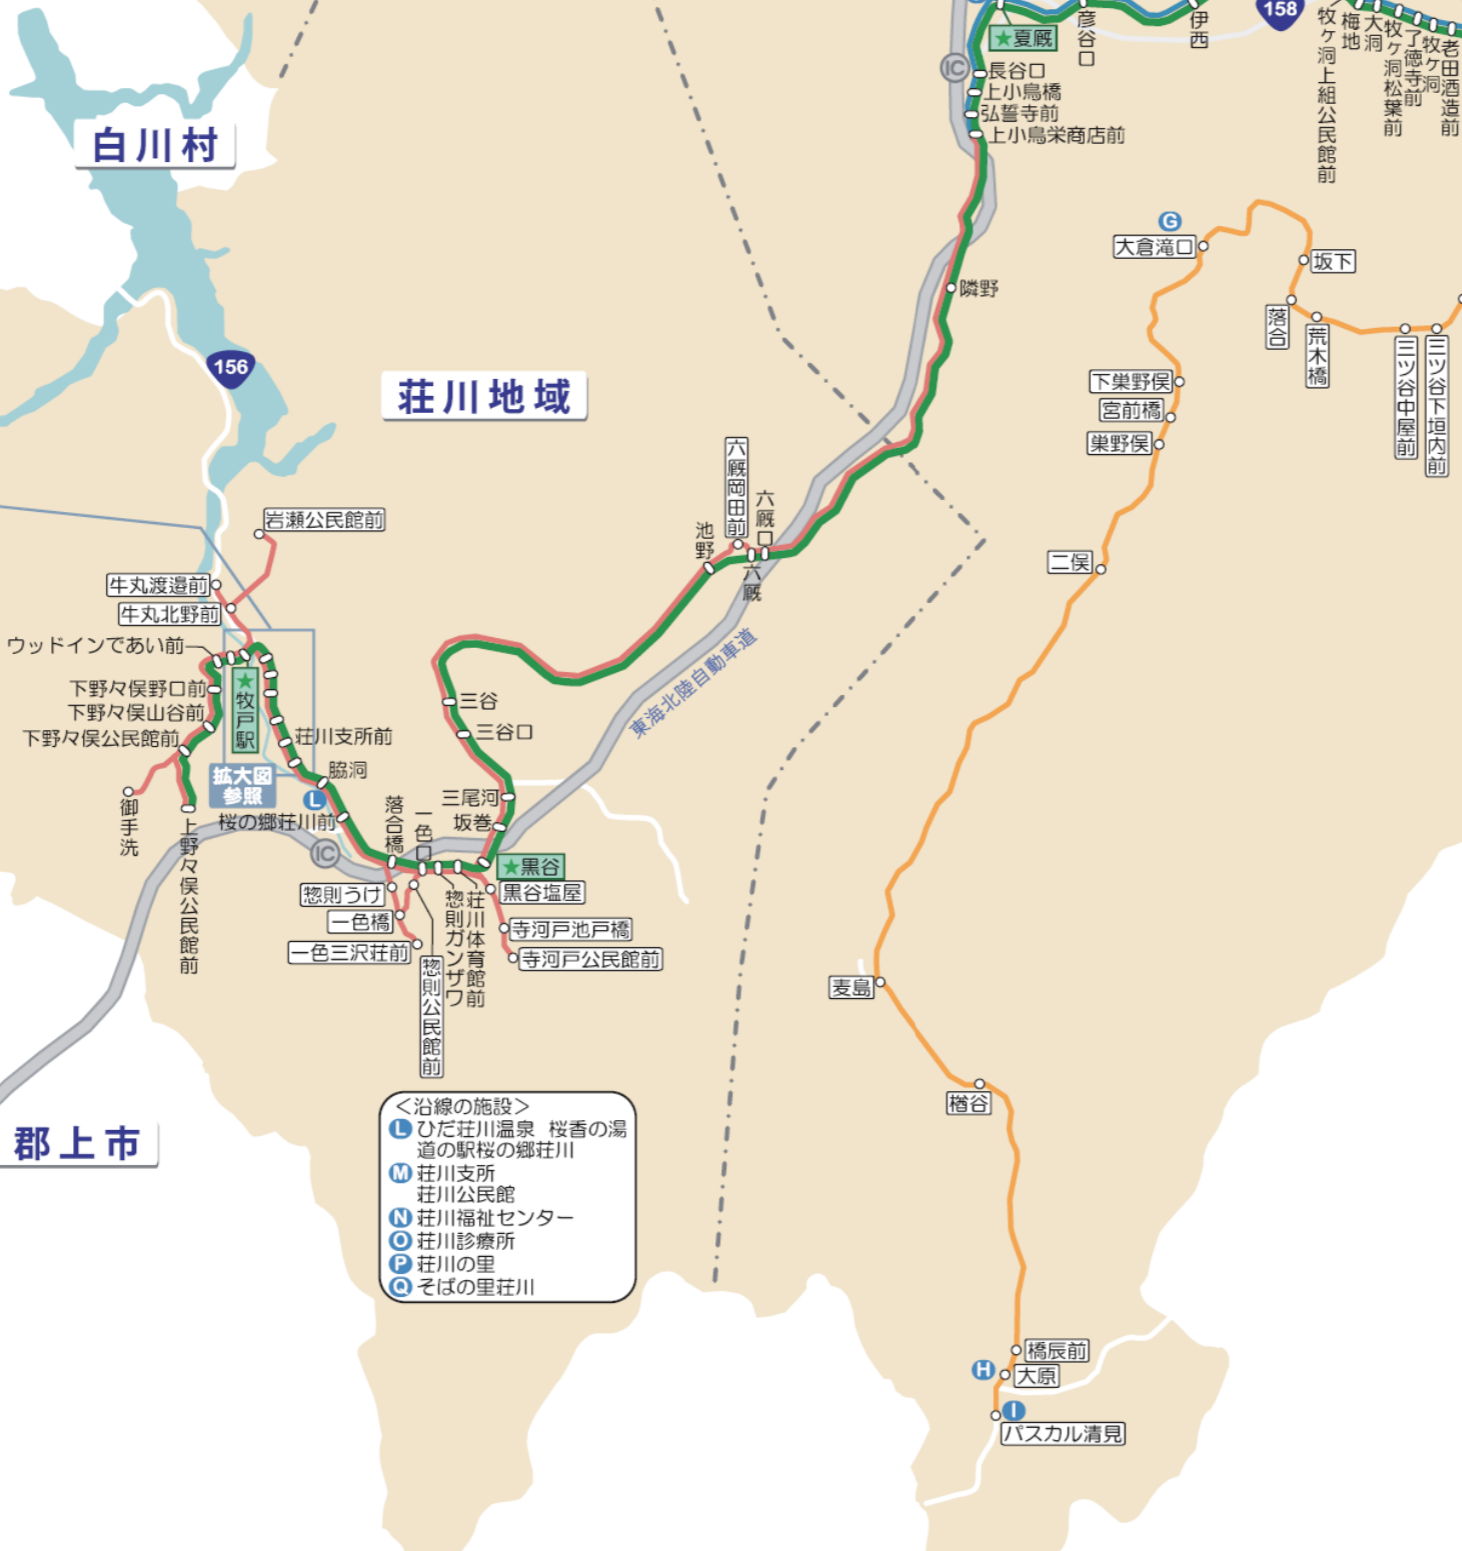 158
★夏厩
彦谷口
伊西
牧ヶ洞上組公民館前
梅地
大洞
牧ヶ洞松葉前
了徳寺前
牧ヶ洞
老田酒造前
IC
長谷口
上小鳥橋
弘誓寺前
上小鳥栄商店前
白川村
G
大倉滝口
坂下
隣野
落合
荒木橋
三ツ谷中屋前
三ツ谷下垣内前
156
荘川地域
下巣野俣
宮前橋
巣野俣
六厩岡田前
六厩口
池野
六厩
二俣
岩瀬公民館前
牛丸渡邉前
牛丸北野前
ウッドインであい前
下野々俣野口前
下野々俣山谷前
下野々俣公民館前
★牧戸駅
荘川支所前
脇洞
拡大図
参照
L
桜の郷荘川前
御手洗
上野々俣公民館前
IC
三谷
三谷口
東海北陸自動車道
三尾河
坂巻
落合橋
一色口
★黒谷
黒谷塩屋
惣則うけ
一色橋
一色三沢荘前
惣則公民館前
惣則ガンザワ
荘川体育館前
寺河戸池戸橋
寺河戸公民館前
麦島
楢谷
郡上市
＜沿線の施設＞
L ひだ荘川温泉 桜香の湯
道の駅桜の郷荘川
M 荘川支所
荘川公民館
N 荘川福祉センター
O 荘川診療所
P 荘川の里
Q そばの里荘川
橋辰前
H
大原
I
パスカル清見